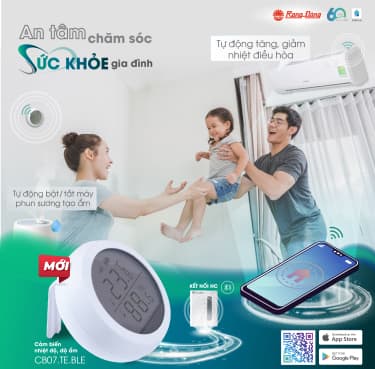 An tâm chăm sóc
SỨC KHỎE gia đình
Rạng Đông
60
Tự động tăng, giảm
nhiệt điều hòa
Tự động bật/ tắt máy
phun sương tạo ẩm
MỚI
KẾT NỐI HC
Cảm biến
nhiệt độ, độ ẩm
CB07.TE.BLE
App Store
Google Play